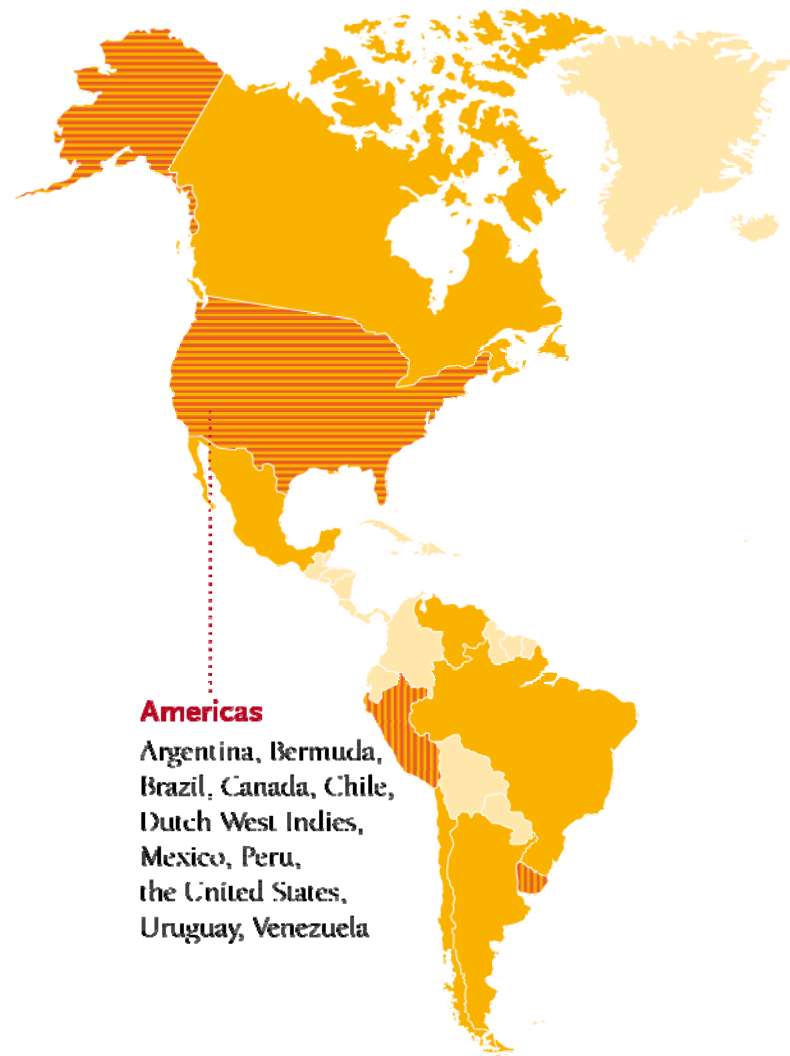 Americas
Argentina, Bermuda,
Brazil, Canada, Chile,
Dutch West Indies,
Mexico, Peru,
the United States,
Uruguay, Venezuela